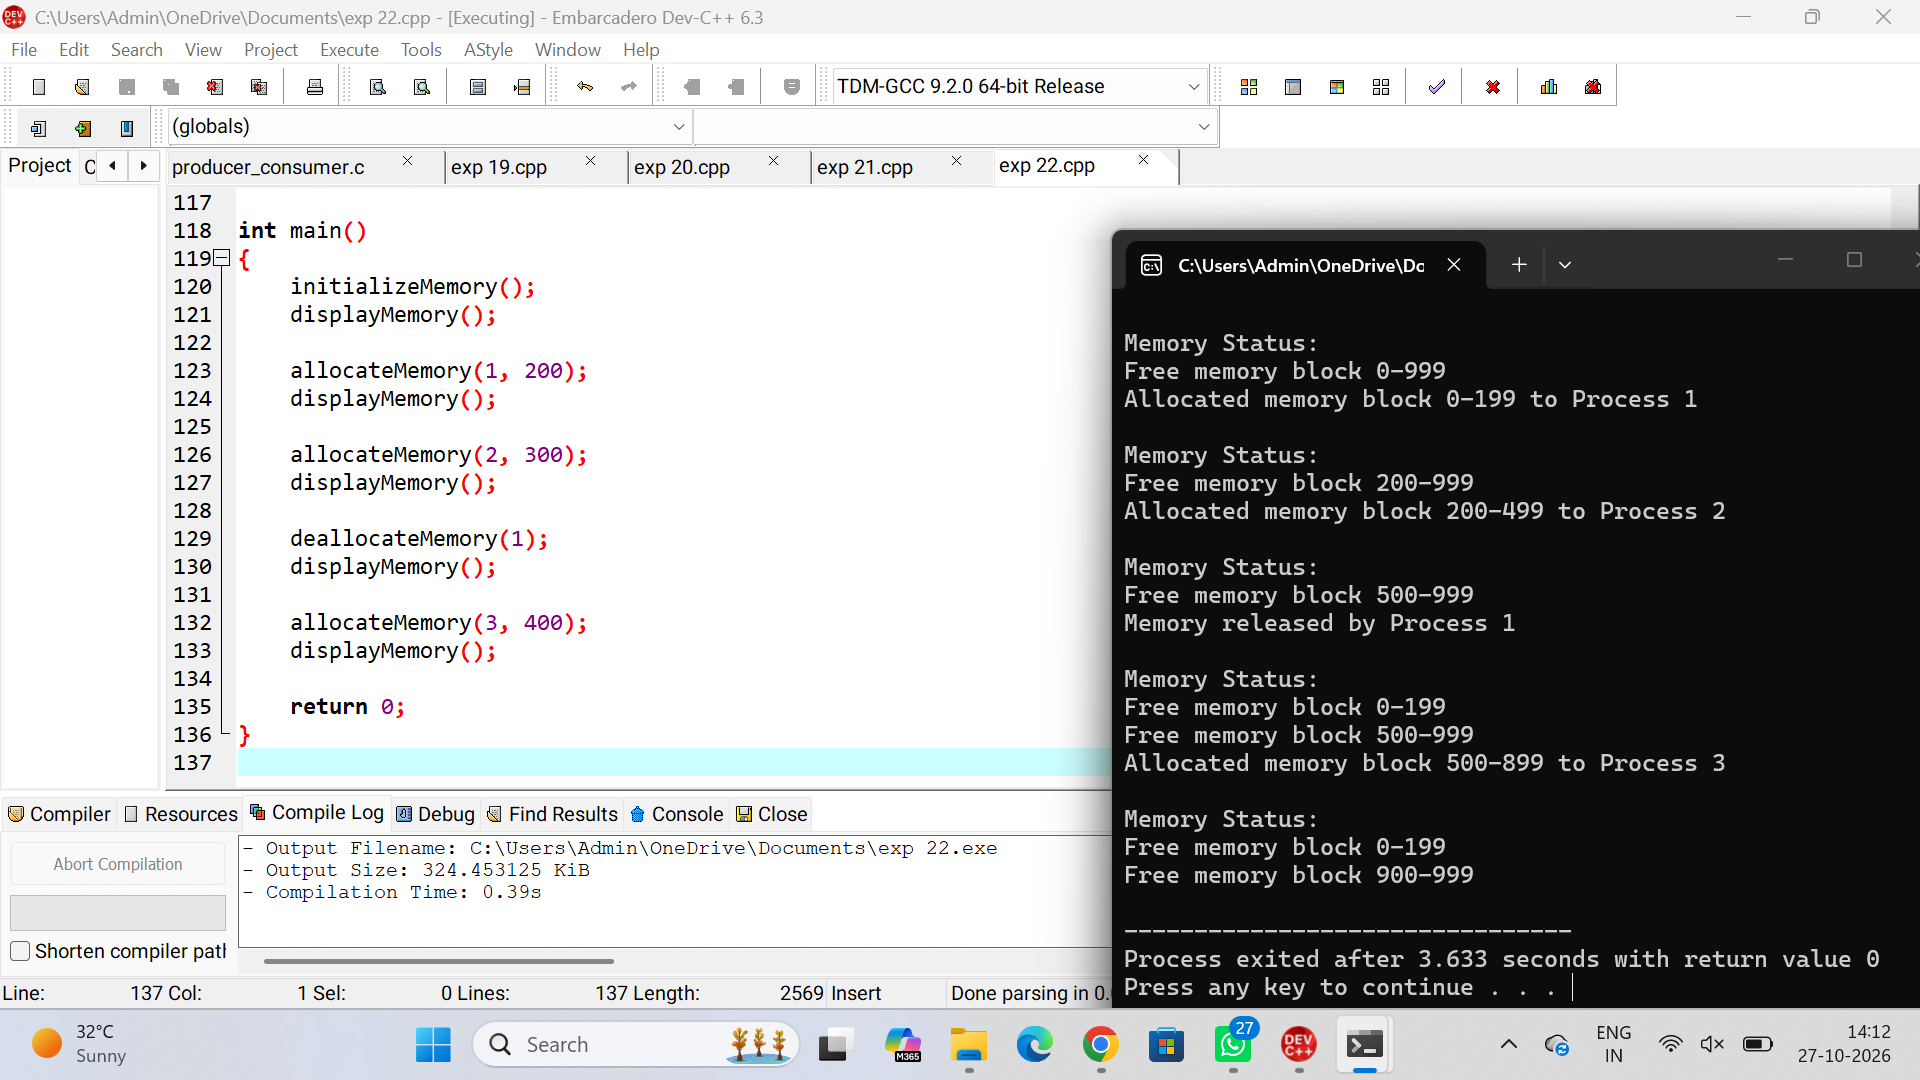 C:\Users\Admin\OneDrive\Documents\exp 22.cpp - [Executing] - Embarcadero Dev-C++ 6.3
File Edit Search View Project Execute Tools AStyle Window Help
TDM-GCC 9.2.0 64-bit Release
(globals)
Project C
producer_consumer.c exp 19.cpp exp 20.cpp exp 21.cpp exp 22.cpp
117
118 int main()
119 {
120 initializeMemory();
121 displayMemory();
122
123 allocateMemory(1, 200);
124 displayMemory();
125
126 allocateMemory(2, 300);
127 displayMemory();
128
129 deallocateMemory(1);
130 displayMemory();
131
132 allocateMemory(3, 400);
133 displayMemory();
134
135 return 0;
136 }
137
C:\Users\Admin\OneDrive\Dc
Memory Status:
Free memory block 0-999
Allocated memory block 0-199 to Process 1
Memory Status:
Free memory block 200-999
Allocated memory block 200-499 to Process 2
Memory Status:
Free memory block 500-999
Memory released by Process 1
Memory Status:
Free memory block 0-199
Free memory block 500-999
Allocated memory block 500-899 to Process 3
Memory Status:
Free memory block 0-199
Free memory block 900-999
--------------------------------
Process exited after 3.633 seconds with return value 0
Press any key to continue . . .
Compiler Resources Compile Log Debug Find Results Console Close
Abort Compilation
Shorten compiler path
- Output Filename: C:\Users\Admin\OneDrive\Documents\exp 22.exe
- Output Size: 324.453125 KiB
- Compilation Time: 0.39s
Line: 137 Col: 1 Sel: 0 Lines: 137 Length: 2569 Insert Done parsing in 0.
32°C
Sunny
Search
M365
27
DEV C++
ENG
IN
14:12
27-10-2026